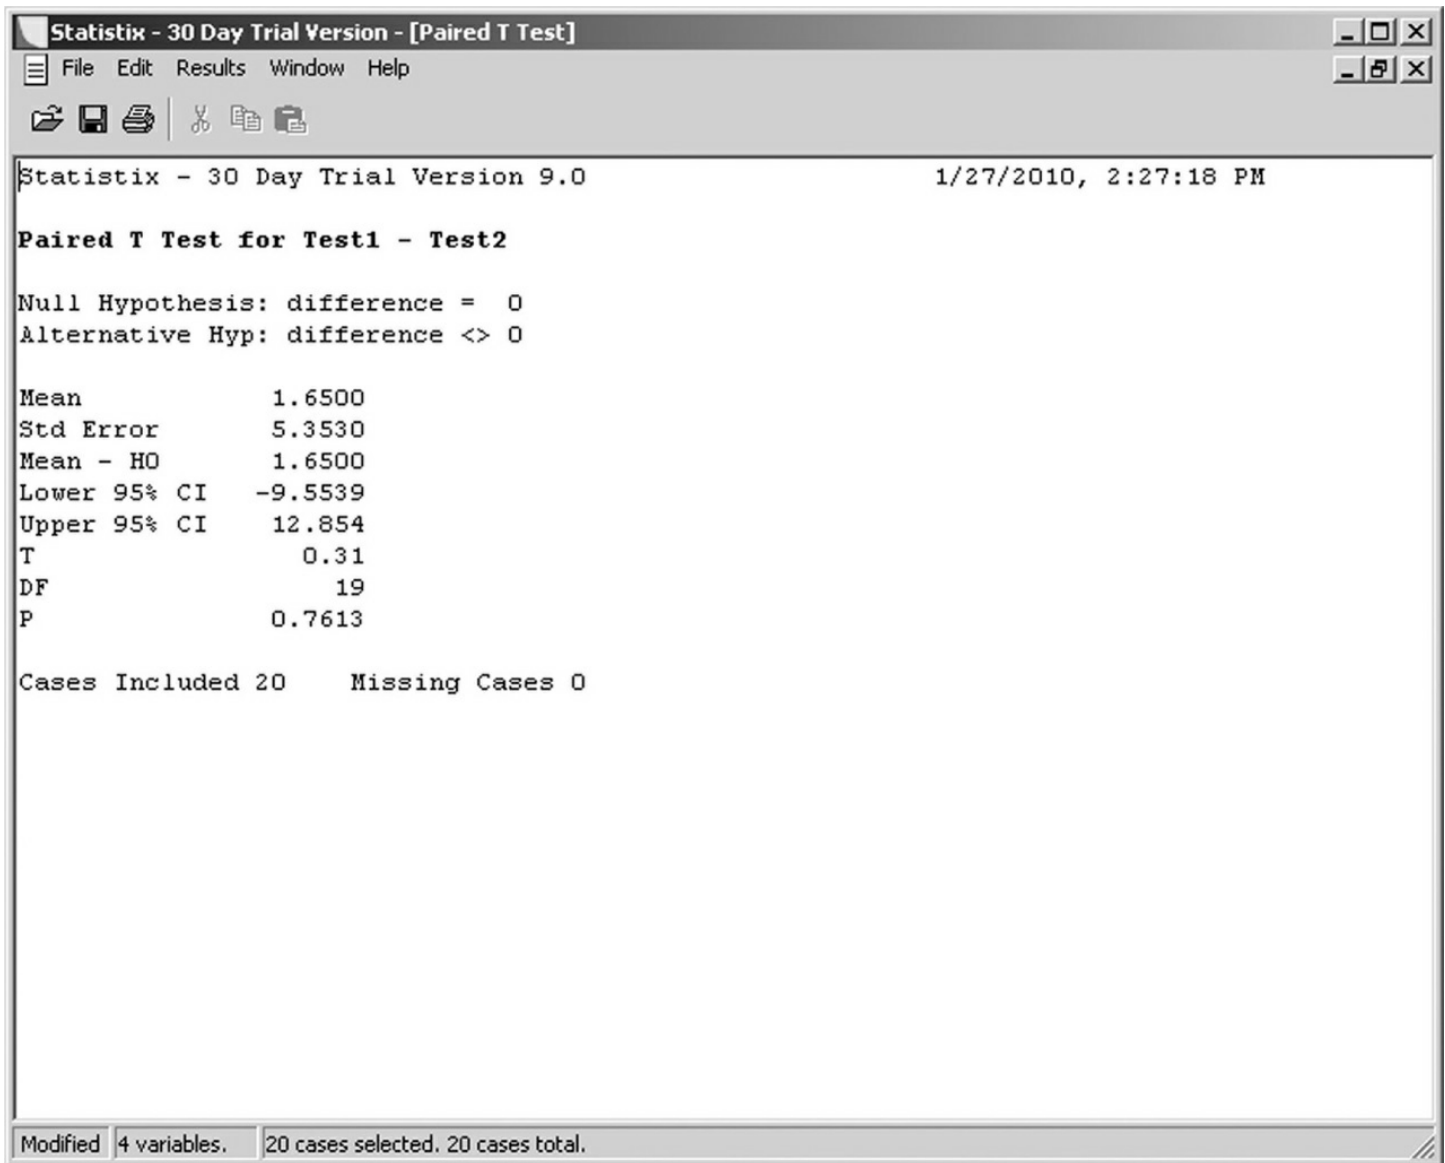 Statistix - 30 Day Trial Version - [Paired T Test]
File Edit Results Window Help
Statistix - 30 Day Trial Version 9.0 1/27/2010, 2:27:18 PM
Paired T Test for Test1 - Test2
Null Hypothesis: difference = 0
Alternative Hyp: difference <> 0
Mean 1.6500
Std Error 5.3530
Mean - H0 1.6500
Lower 95% CI -9.5539
Upper 95% CI 12.854
T 0.31
DF 19
P 0.7613
Cases Included 20 Missing Cases 0
Modified 4 variables. 20 cases selected. 20 cases total.